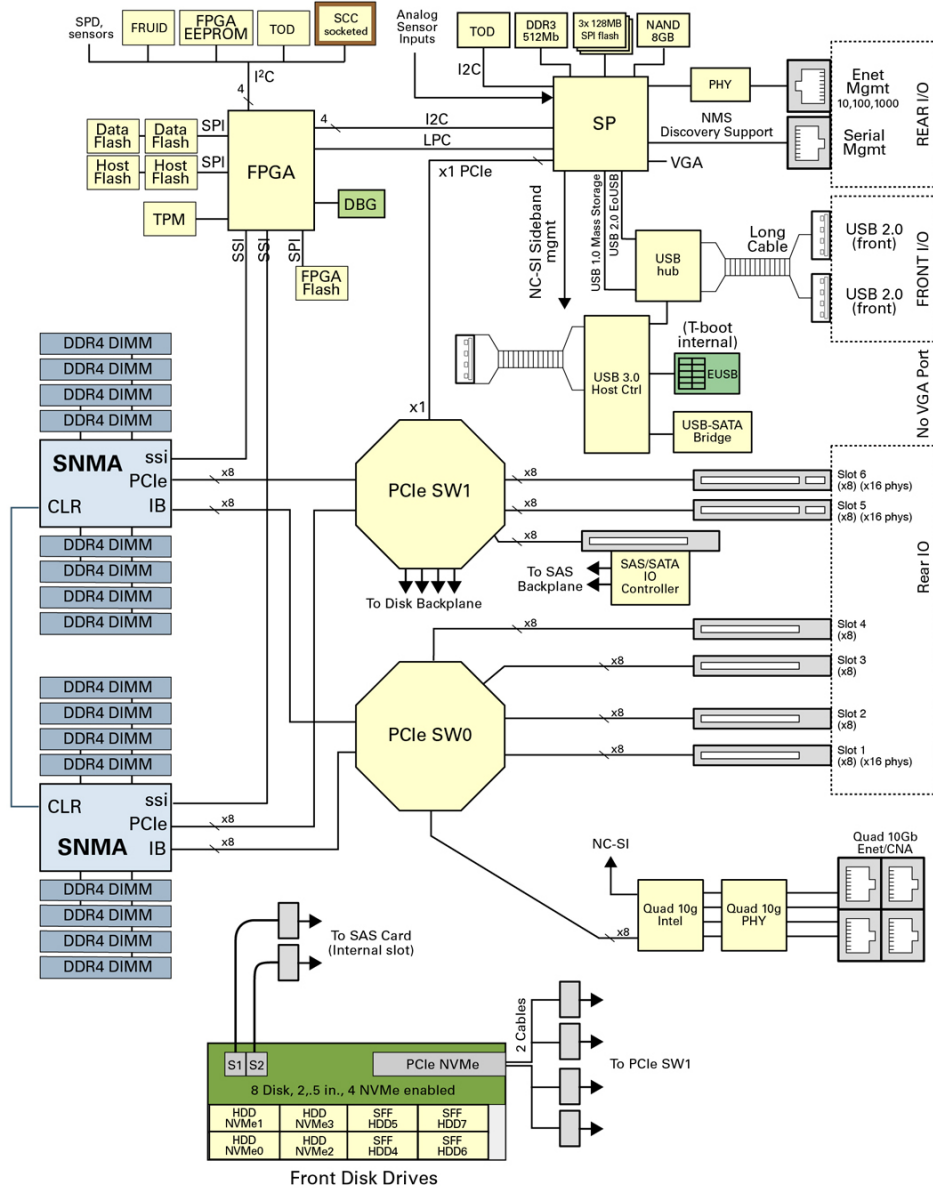 SPD,
sensors
FRUID
FPGA
EEPROM
TOD
SCC
socketed
I²C
4
Analog
Sensor
Inputs
TOD
DDR3
512Mb
3x 128MB
SPI flash
NAND
8GB
I2C
PHY
Enet
Mgmt
10,100,1000
NMS
Discovery Support
Serial
Mgmt
REAR I/O
SP
VGA
Data
Flash
Data
Flash
SPI
Host
Flash
Host
Flash
SPI
FPGA
4
I2C
LPC
x1 PCIe
TPM
DBG
SSI
SSI
SPI
FPGA
Flash
NC-SI Sideband
mgmt
USB 1.0 Mass Storage
USB 2.0 EoUSB
USB
hub
Long
Cable
USB 2.0
(front)
USB 2.0
(front)
FRONT I/O
(T-boot
internal)
USB 3.0
Host Ctrl
EUSB
USB-SATA
Bridge
No VGA Port
DDR4 DIMM
DDR4 DIMM
DDR4 DIMM
DDR4 DIMM
SNMA
ssi
PCIe
x8
CLR
IB
x8
DDR4 DIMM
DDR4 DIMM
DDR4 DIMM
DDR4 DIMM
x1
PCIe SW1
x8
Slot 6
(x8) (x16 phys)
x8
Slot 5
(x8) (x16 phys)
x8
To SAS
Backplane
SAS/SATA
IO
Controller
To Disk Backplane
Rear IO
x8
Slot 4
(x8)
x8
Slot 3
(x8)
PCIe SW0
x8
Slot 2
(x8)
x8
Slot 1
(x8) (x16 phys)
DDR4 DIMM
DDR4 DIMM
DDR4 DIMM
DDR4 DIMM
CLR
ssi
PCIe
x8
SNMA
IB
x8
DDR4 DIMM
DDR4 DIMM
DDR4 DIMM
DDR4 DIMM
NC-SI
Quad 10Gb
Enet/CNA
x8
Quad 10g
Intel
Quad 10g
PHY
To SAS Card
(Internal slot)
2 Cables
To PCIe SW1
S1
S2
PCIe NVMe
8 Disk, 2,.5 in., 4 NVMe enabled
HDD
NVMe1
HDD
NVMe3
SFF
HDD5
SFF
HDD7
HDD
NVMe0
HDD
NVMe2
SFF
HDD4
SFF
HDD6
Front Disk Drives